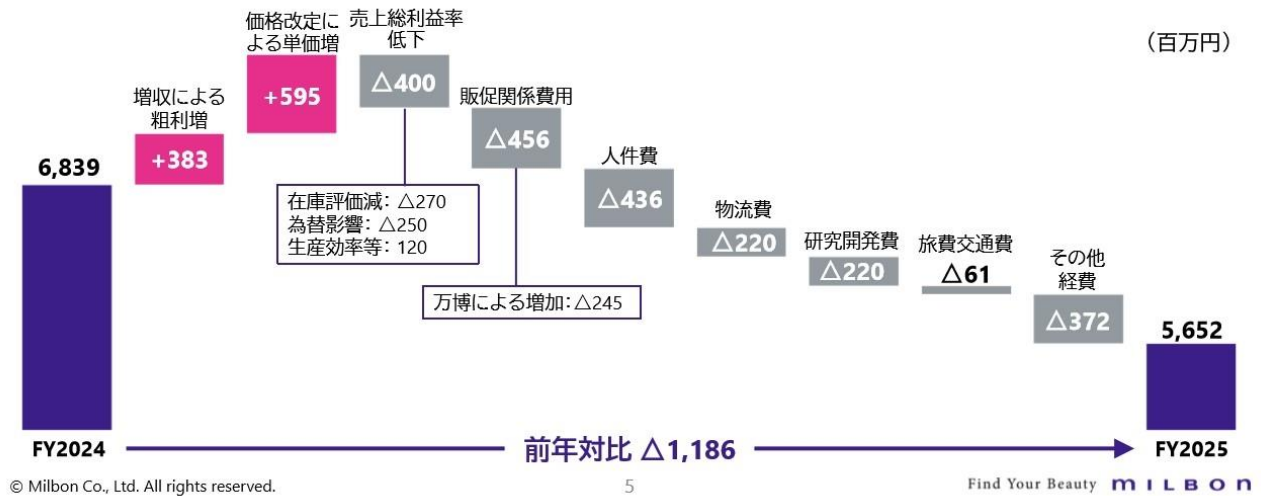 (百万円)
価格改定に
よる単価増
売上総利益率
低下
増収による
粗利増
販促関係費用
人件費
物流費
研究開発費
旅費交通費
その他
経費
6,839
+383
+595
△400
△456
△436
△220
△220
△61
△372
5,652
在庫評価減: △270
為替影響: △250
生産効率等: 120
万博による増加:△245
FY2024
前年対比 △1,186
FY2025
© Milbon Co., Ltd. All rights reserved.
5
Find Your Beauty MILBON